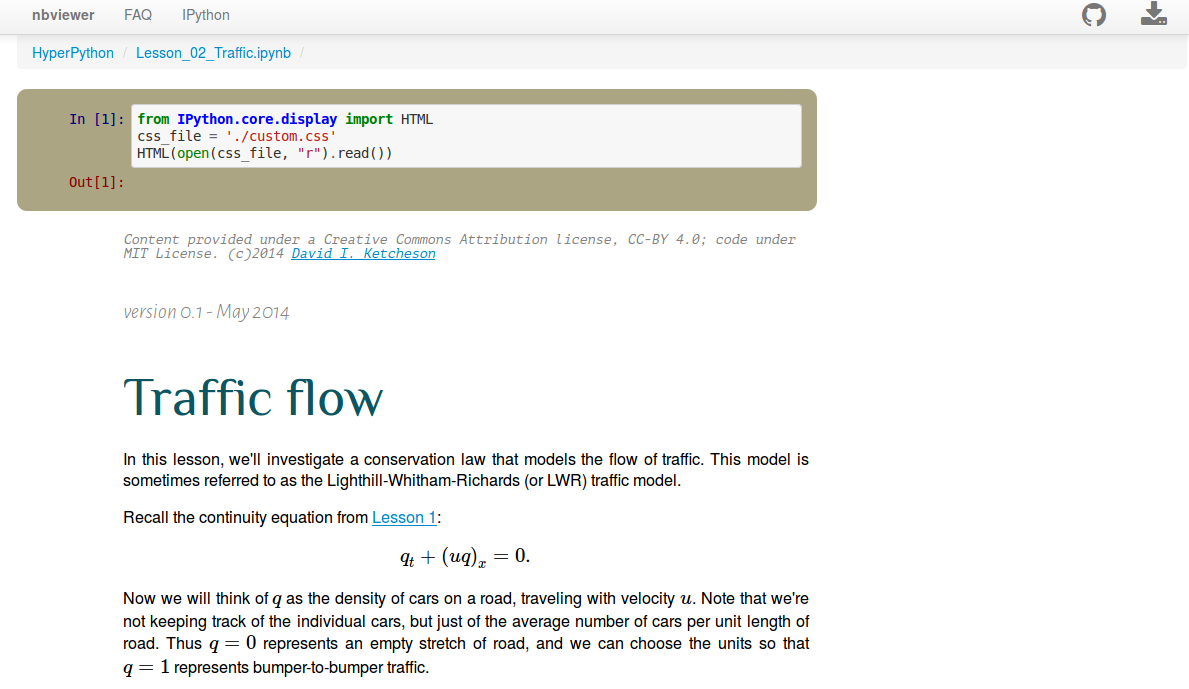 nbviewer FAQ IPython
HyperPython / Lesson_02_Traffic.ipynb /
In [1]: from IPython.core.display import HTML
css_file = './custom.css'
HTML(open(css_file, "r").read())
Out[1]:
Content provided under a Creative Commons Attribution license, CC-BY 4.0; code under
MIT License. (c)2014 David I. Ketcheson
version 0.1 - May 2014
Traffic flow
In this lesson, we'll investigate a conservation law that models the flow of traffic. This model is
sometimes referred to as the Lighthill-Whitham-Richards (or LWR) traffic model.
Recall the continuity equation from Lesson 1:
q_t + (uq)_x = 0.
Now we will think of q as the density of cars on a road, traveling with velocity u. Note that we're
not keeping track of the individual cars, but just of the average number of cars per unit length of
road. Thus q = 0 represents an empty stretch of road, and we can choose the units so that
q = 1 represents bumper-to-bumper traffic.